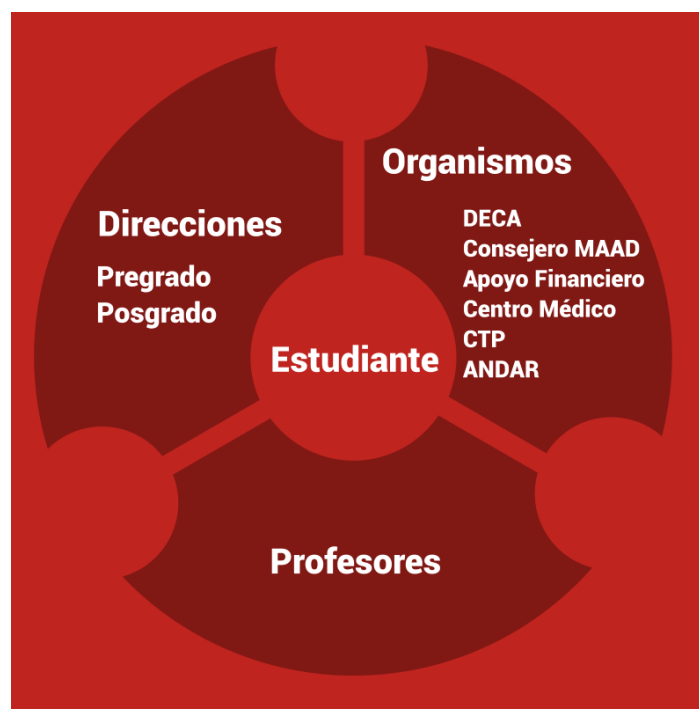 Direcciones
Pregrado
Posgrado
Organismos
DECA
Consejero MAAD
Apoyo Financiero
Centro Médico
CTP
ANDAR
Estudiante
Profesores